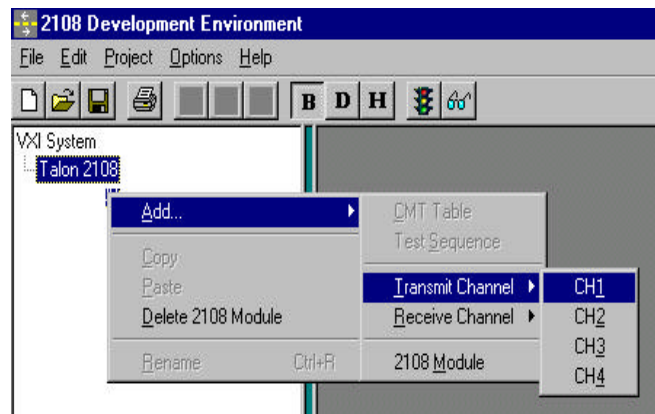 2108 Development Environment
File Edit Project Options Help
B D H
VXI System
Talon 2108
Add...
Copy
Paste
Delete 2108 Module
Rename Ctrl+R
CMT Table
Test Sequence
Transmit Channel
Receive Channel
2108 Module
CH1
CH2
CH3
CH4